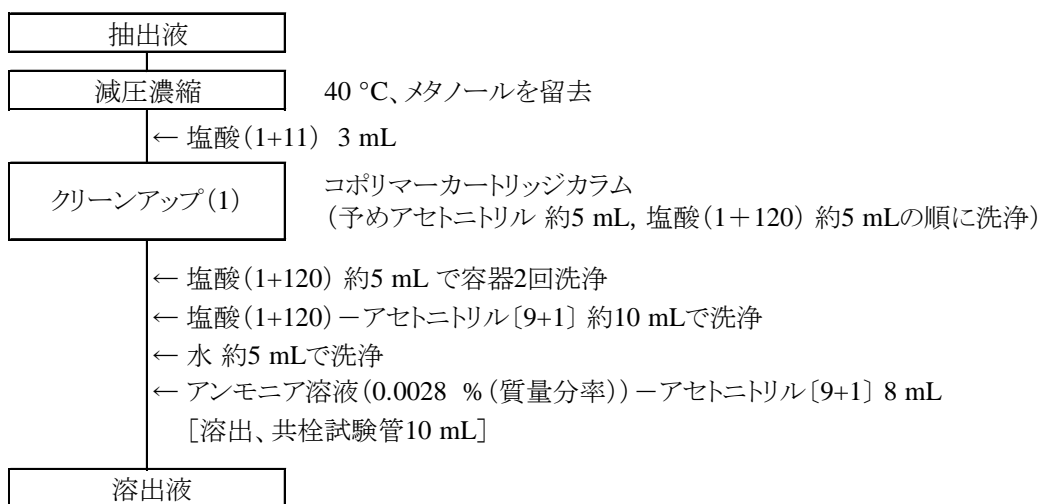 抽出液
減圧濃縮 40 °C、メタノールを留去
← 塩酸(1+11) 3 mL
コポリマーカートリッジカラム
クリーンアップ(1)
(予めアセトニトリル 約5 mL, 塩酸(1+120) 約5 mLの順に洗浄)
← 塩酸(1+120) 約5 mL で容器2回洗浄
← 塩酸(1+120)-アセトニトリル〔9+1〕 約10 mLで洗浄
← 水 約5 mLで洗浄
← アンモニア溶液(0.0028 %(質量分率))-アセトニトリル〔9+1〕 8 mL
[溶出、共栓試験管10 mL]
溶出液